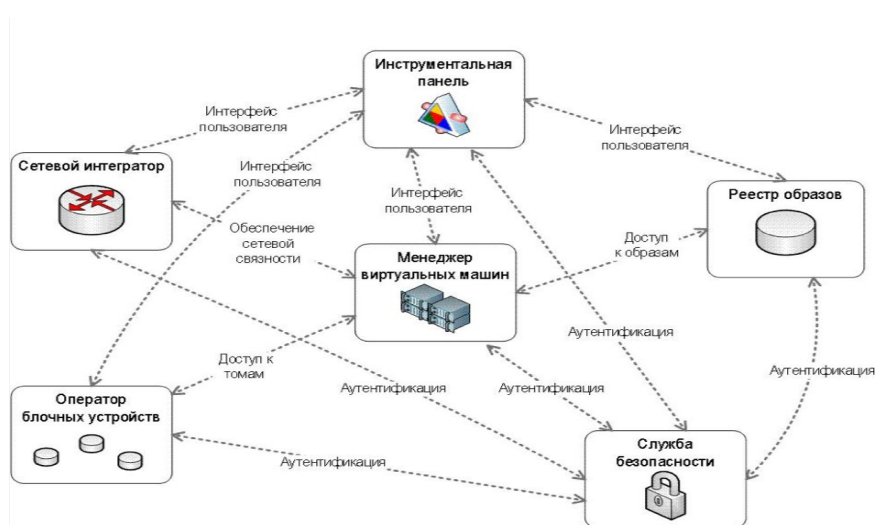 Инструментальная
панель
Интерфейс
пользователя
Интерфейс
пользователя
Сетевой интегратор
Интерфейс
пользователя
Интерфейс
пользователя
Реестр образов
Обеспечение
сетевой
связности
Менеджер
виртуальных машин
Доступ
к образам
Аутентификация
Доступ к
томам
Аутентификация
Аутентификация
Аутентификация
Оператор
блочных устройств
Служба
безопасности
Аутентификация